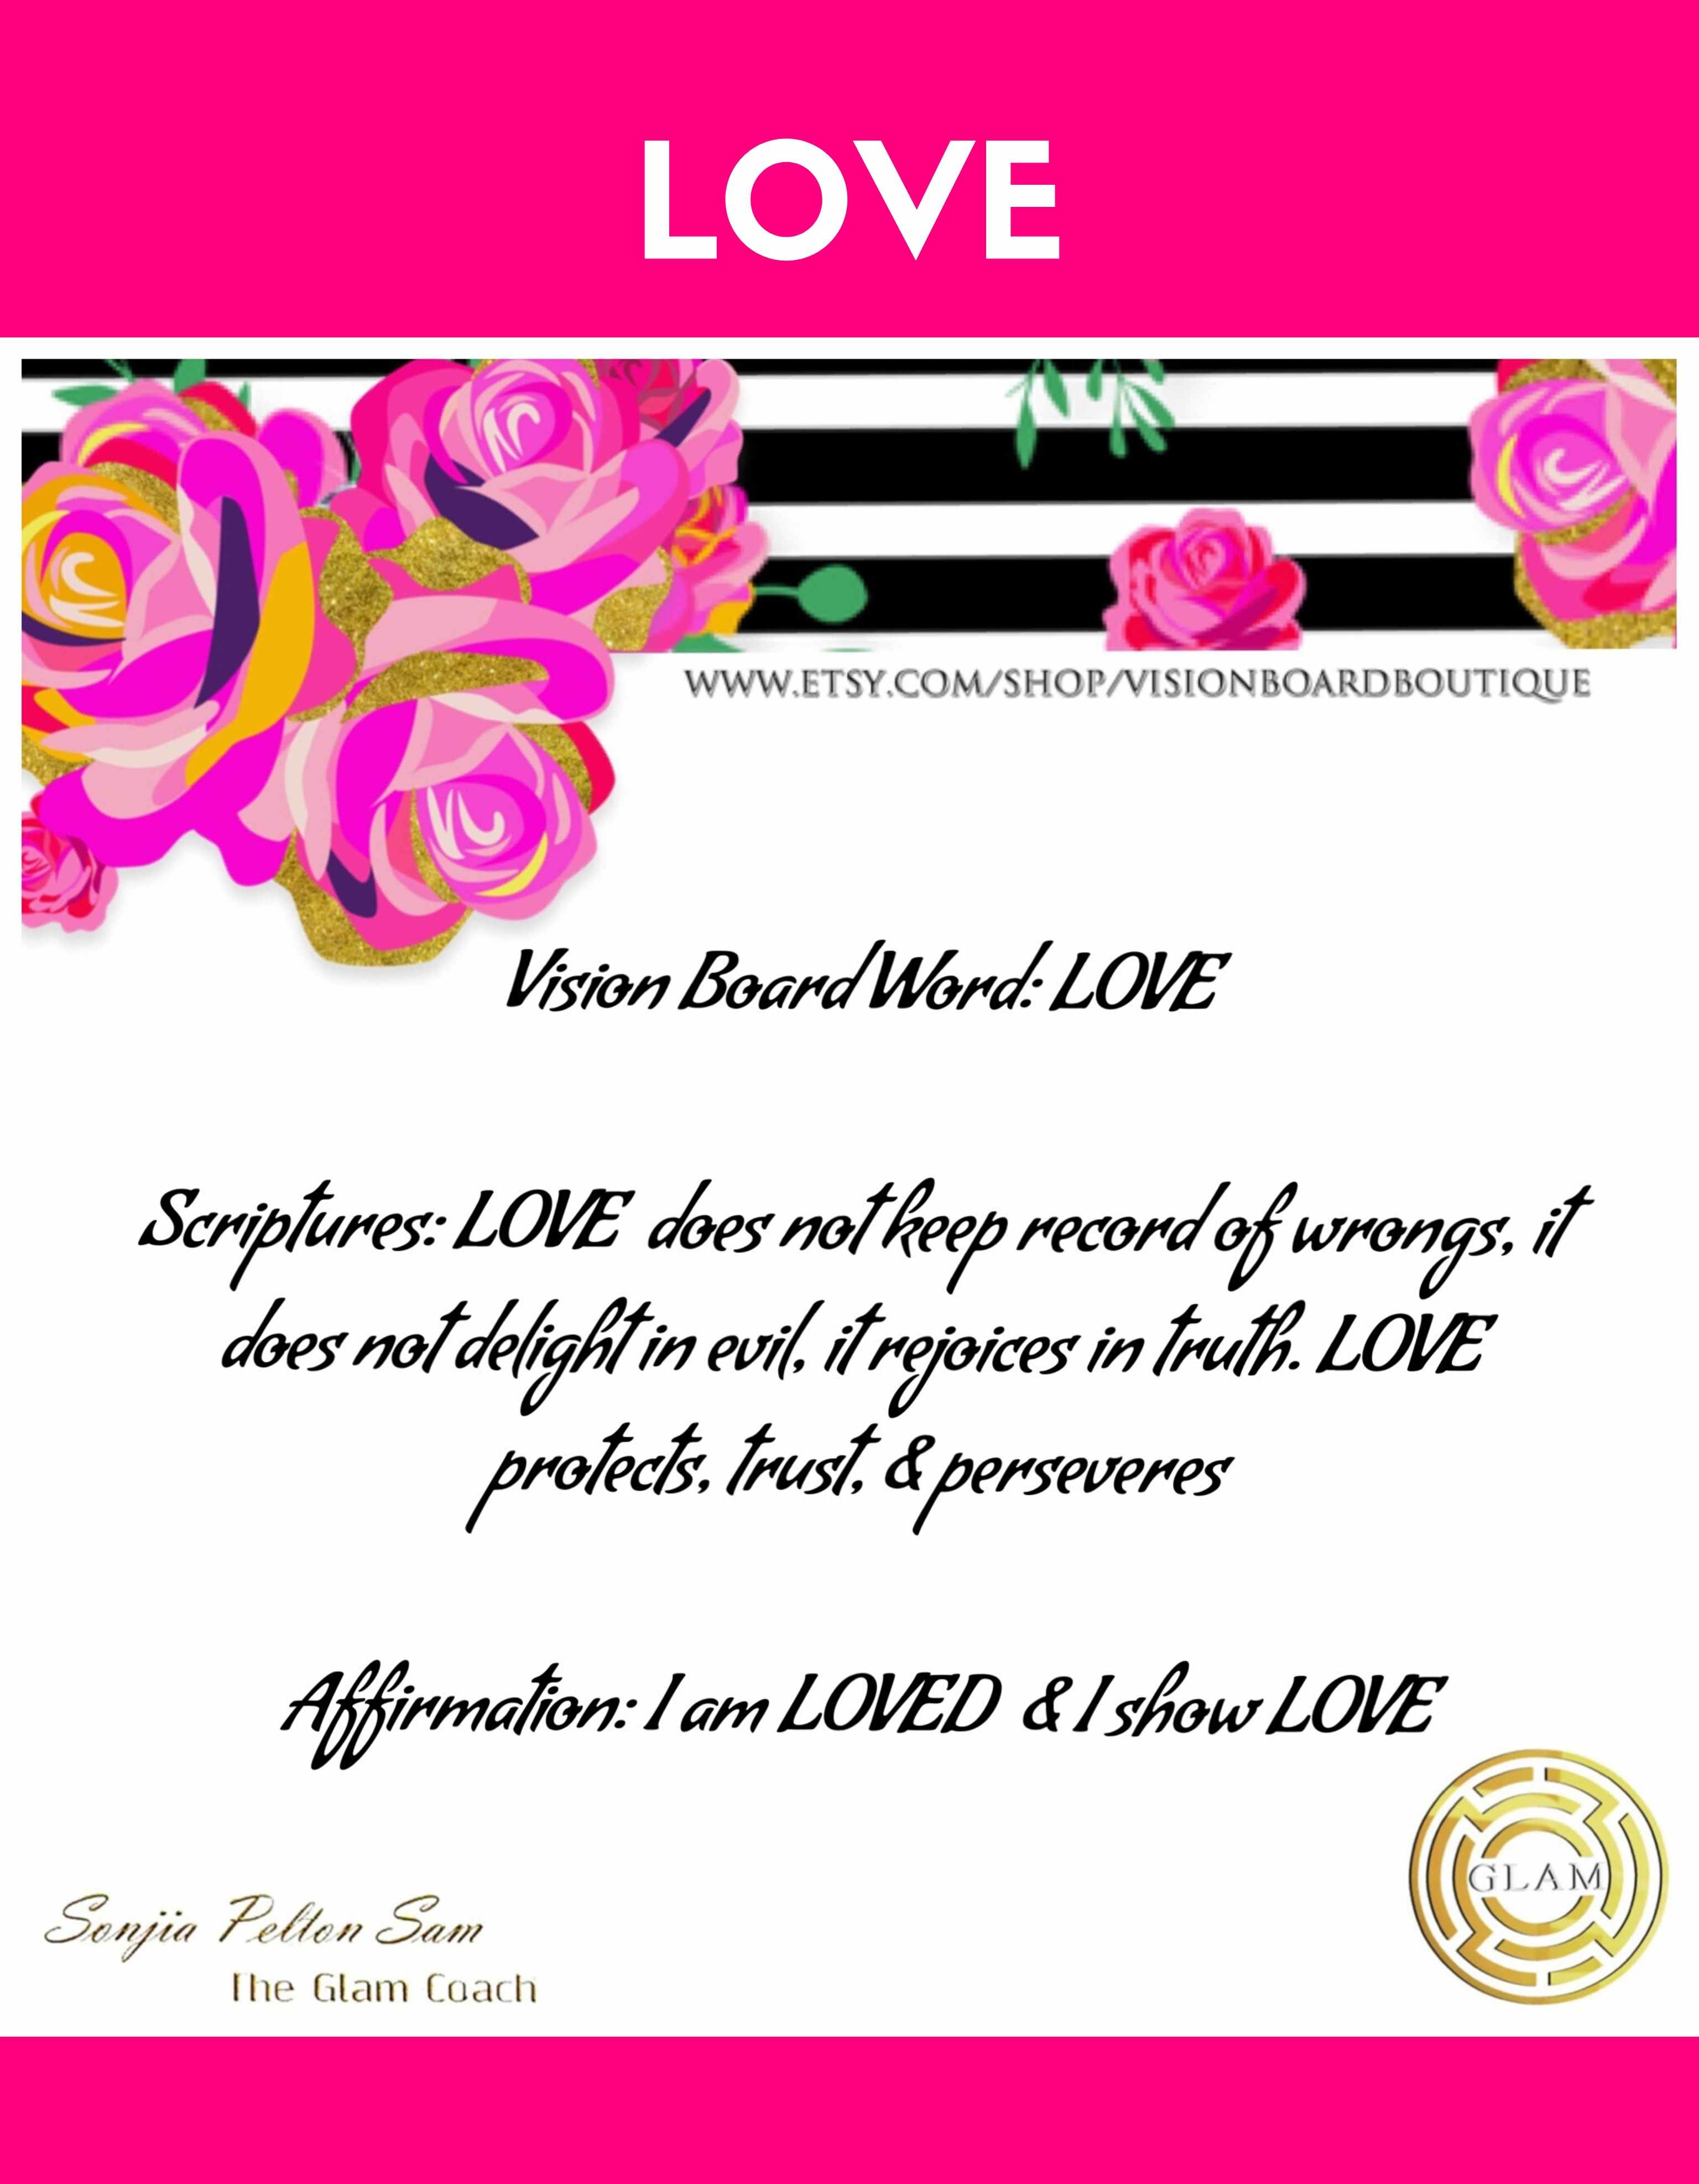 LOVE
WWW.ETSY.COM/SHOP/VISIONBOARDBOUTIQUE
Vision Board Word: LOVE
Scriptures: LOVE does not keep record of wrongs, it
does not delight in evil, it rejoices in truth. LOVE
protects, trust, & perseveres
Affirmation: I am LOVED & I show LOVE
GLAM
Sonjia Pelton Sam
The Glam Coach